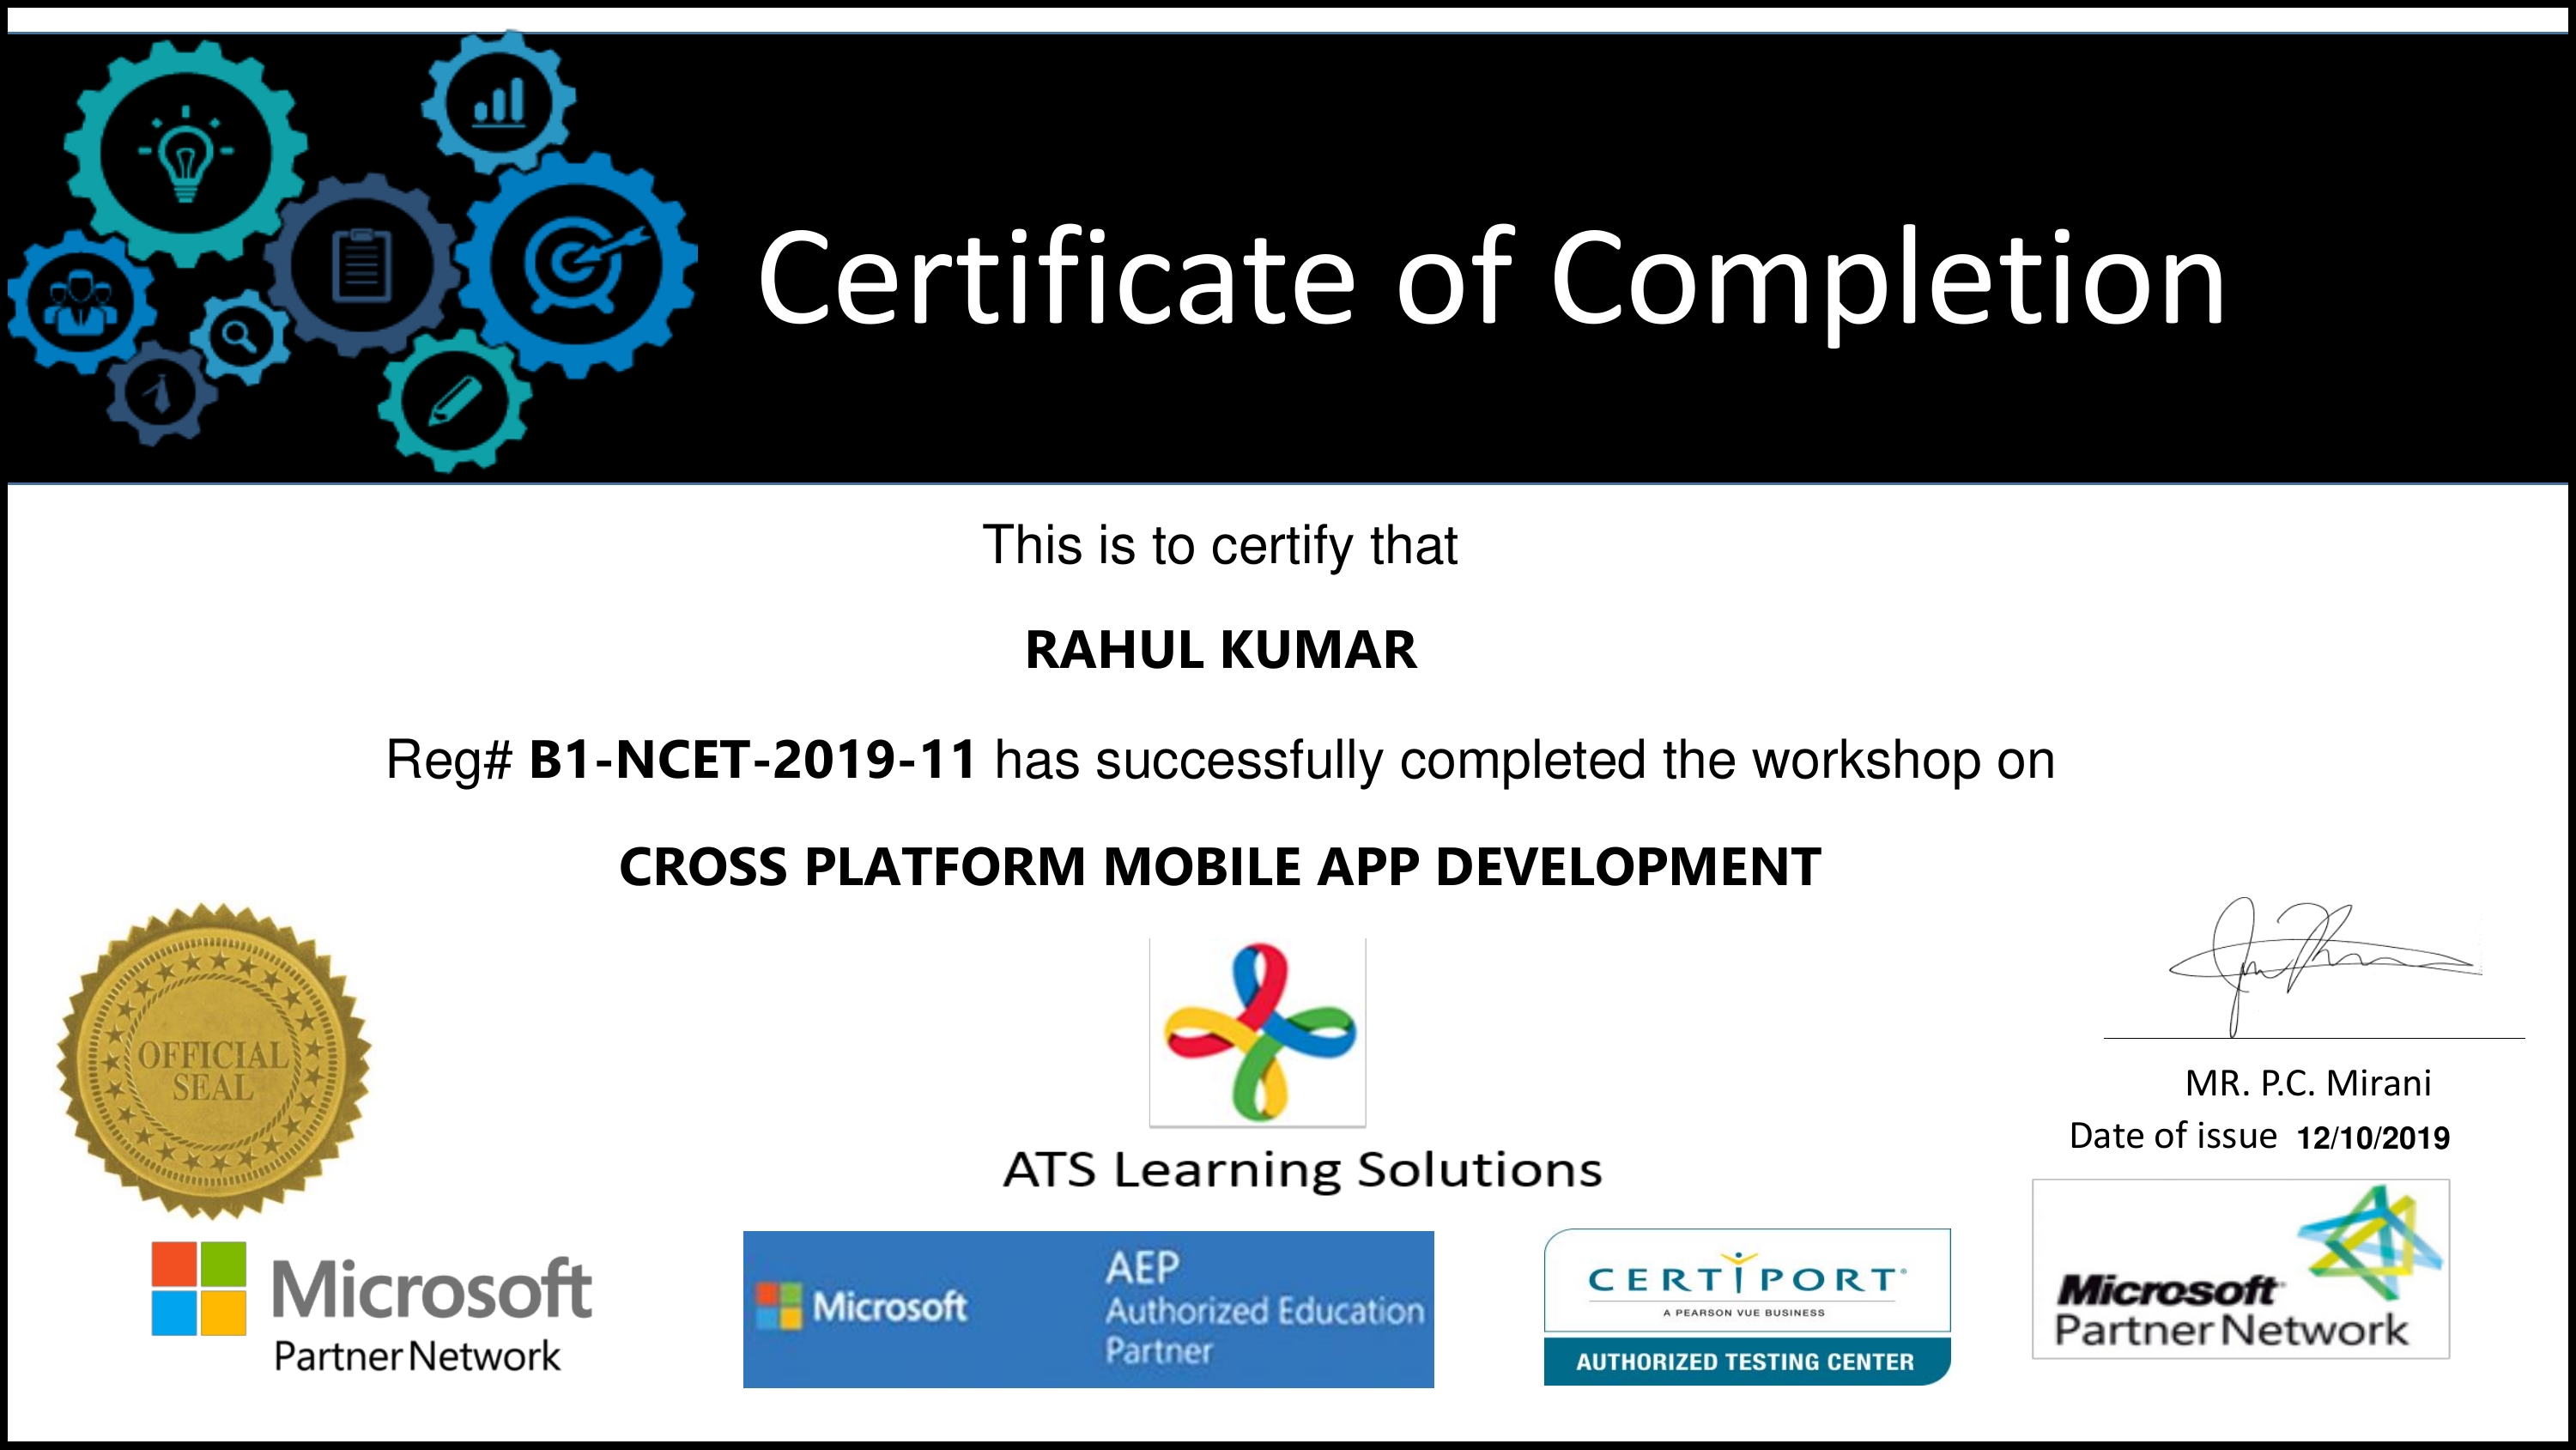 Certificate of Completion
This is to certify that
RAHUL KUMAR
Reg# B1-NCET-2019-11 has successfully completed the workshop on
CROSS PLATFORM MOBILE APP DEVELOPMENT
OFFICIAL
SEAL
ATS Learning Solutions
MR. P.C. Mirani
Date of issue 12/10/2019
Microsoft
Partner Network
Microsoft
AEP
Authorized Education
Partner
CERTIPORT®
A PEARSON VUE BUSINESS
AUTHORIZED TESTING CENTER
Microsoft
Partner Network